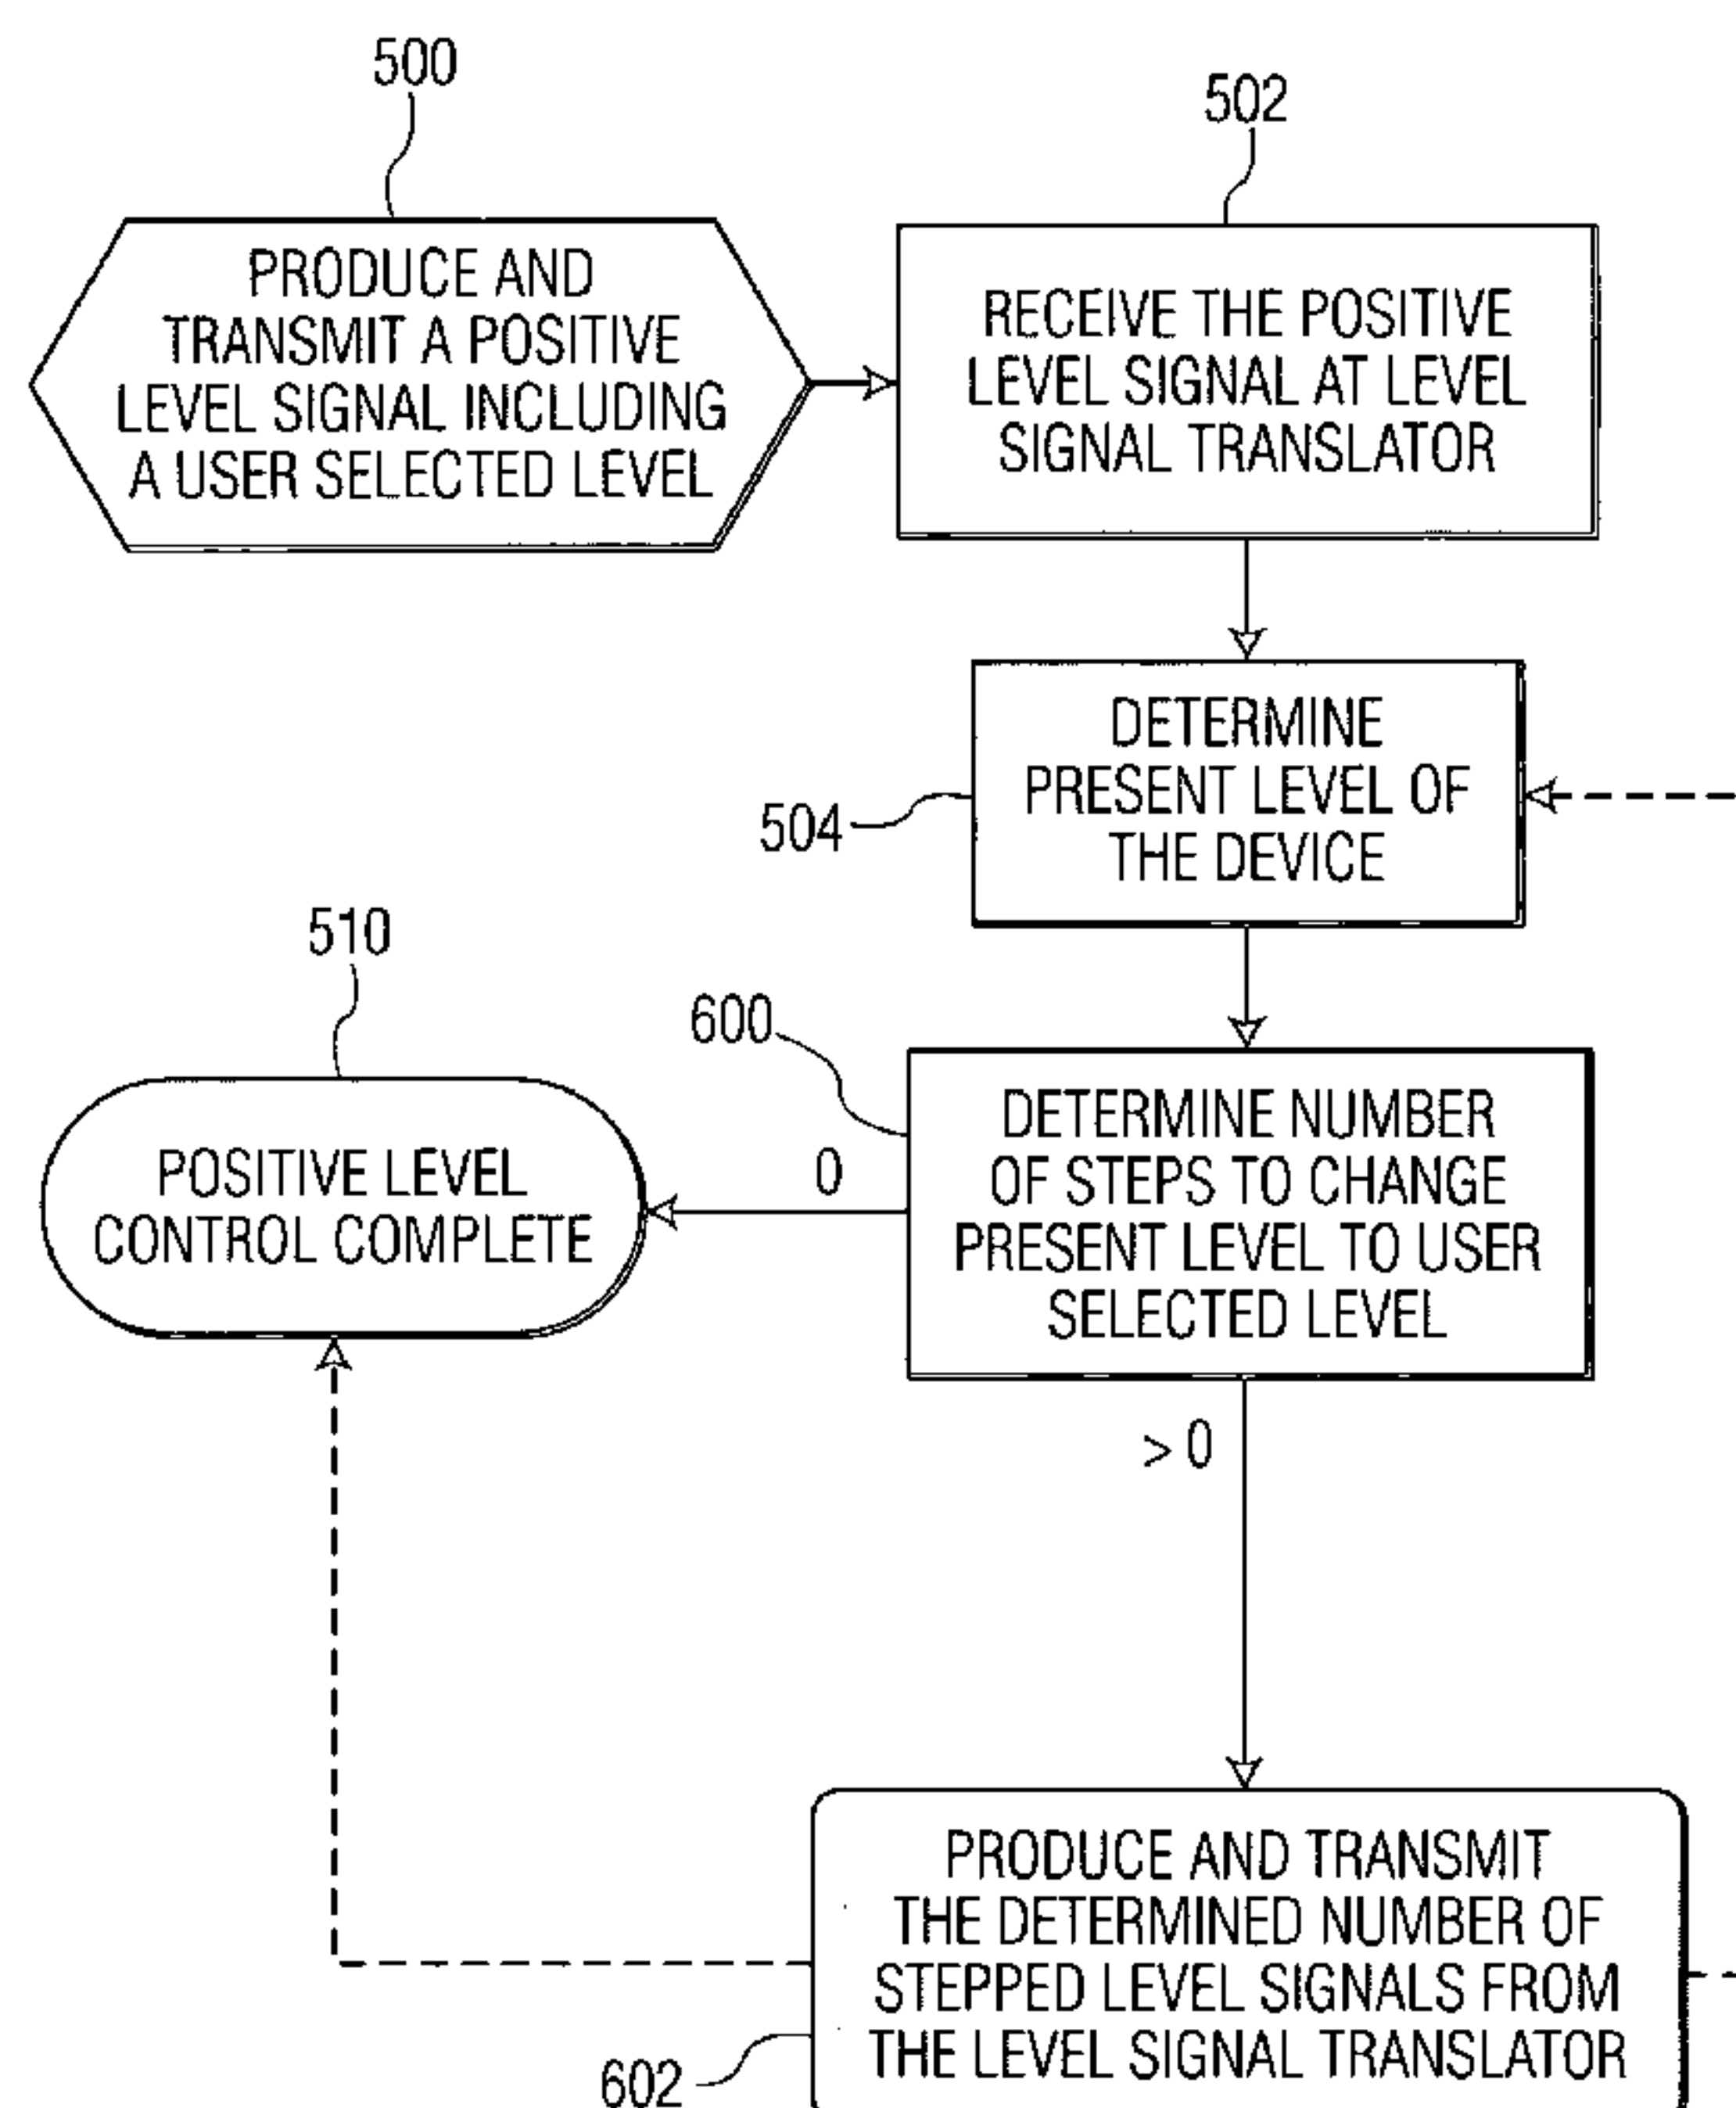 500
PRODUCE AND
TRANSMIT A POSITIVE
LEVEL SIGNAL INCLUDING
A USER SELECTED LEVEL
502
RECEIVE THE POSITIVE
LEVEL SIGNAL AT LEVEL
SIGNAL TRANSLATOR
504
DETERMINE
PRESENT LEVEL OF
THE DEVICE
600
DETERMINE NUMBER
OF STEPS TO CHANGE
PRESENT LEVEL TO USER
SELECTED LEVEL
0
510
POSITIVE LEVEL
CONTROL COMPLETE
> 0
PRODUCE AND TRANSMIT
THE DETERMINED NUMBER OF
STEPPED LEVEL SIGNALS FROM
THE LEVEL SIGNAL TRANSLATOR
602